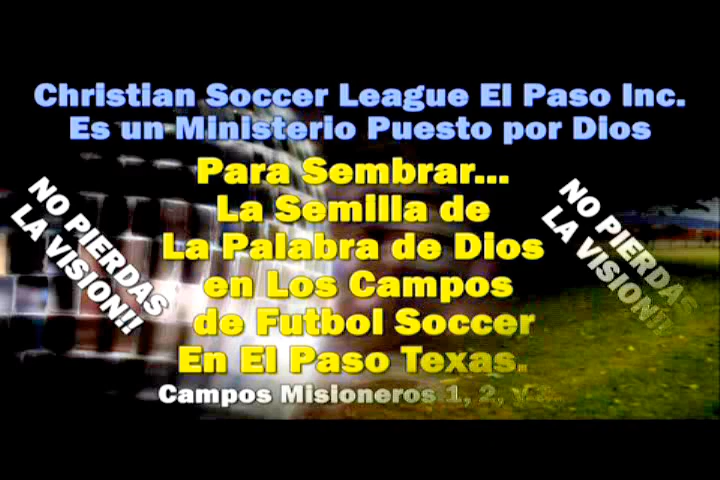 Christian Soccer League El Paso Inc.
Es un Ministerio Puesto por Dios
Para Sembrar...
La Semilla de
La Palabra de Dios
en Los Campos
de Futbol Soccer
En El Paso Texas.
Campos Misioneros 1, 2,
NO PIERDAS
LA VISION!!
NO PIERDAS
LA VISION!!